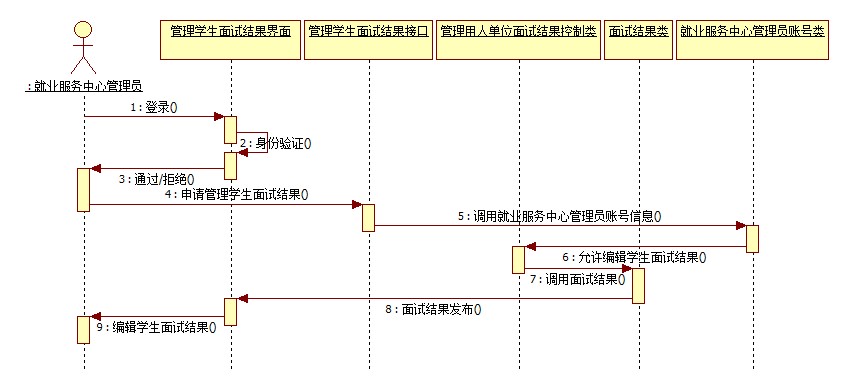 管理学生面试结果界面
管理学生面试结果接口
管理用人单位面试结果控制类
面试结果类
就业服务中心管理员账号类
: 就业服务中心管理员
1 : 登录()
2 : 身份验证()
3 : 通过/拒绝()
4 : 申请管理学生面试结果()
5 : 调用就业服务中心管理员账号信息()
6 : 允许编辑学生面试结果()
7 : 调用面试结果()
8 : 面试结果发布()
9 : 编辑学生面试结果()